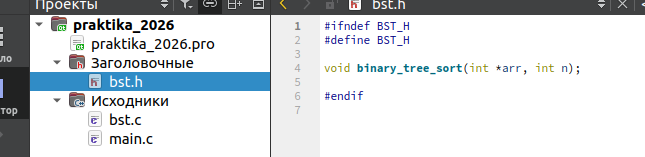 Проекты
bst.h
praktika_2026
praktika_2026.pro
Заголовочные
bst.h
Исходники
bst.c
main.c
ло
тор
1 #ifndef BST_H
2 #define BST_H
3
4 void binary_tree_sort(int *arr, int n);
5
6 #endif
7